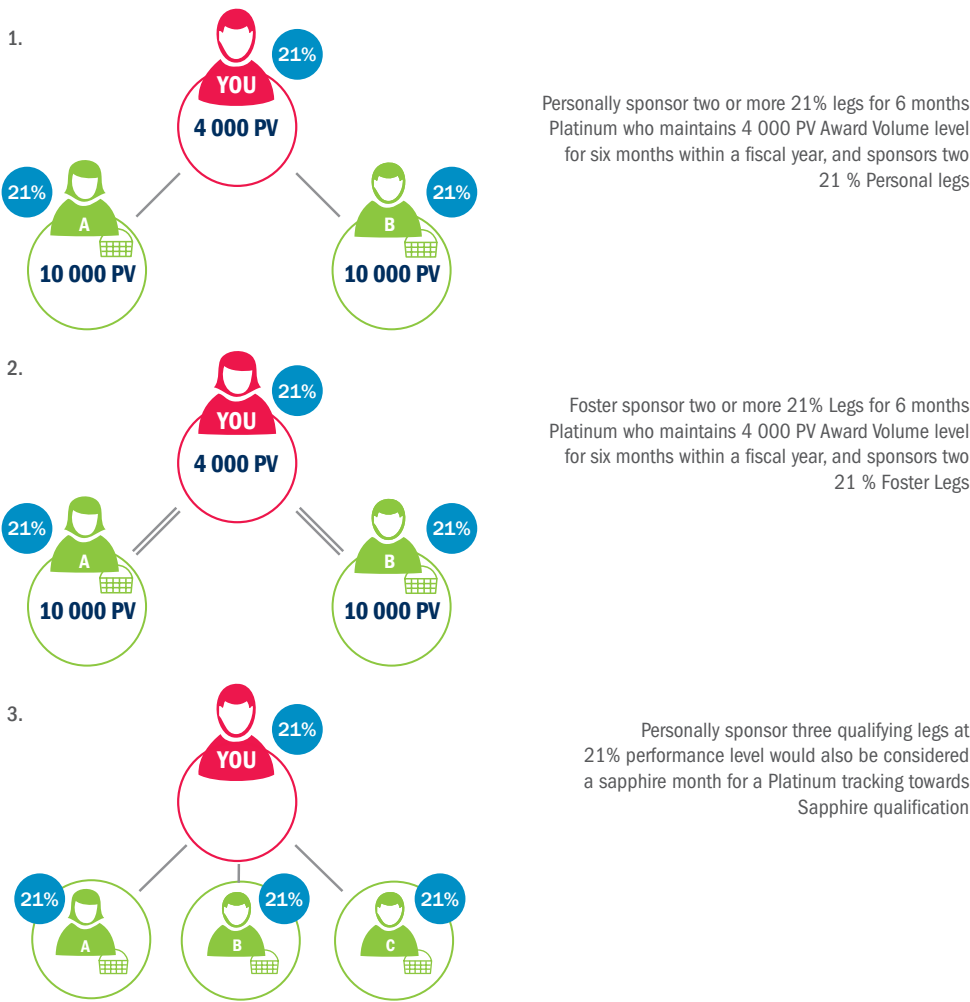 1.
21%
YOU
4 000 PV
21%
A
10 000 PV
21%
B
10 000 PV
Personally sponsor two or more 21% legs for 6 months
Platinum who maintains 4 000 PV Award Volume level
for six months within a fiscal year, and sponsors two
21 % Personal legs
2.
21%
YOU
4 000 PV
21%
A
10 000 PV
21%
B
10 000 PV
Foster sponsor two or more 21% Legs for 6 months
Platinum who maintains 4 000 PV Award Volume level
for six months within a fiscal year, and sponsors two
21 % Foster Legs
3.
21%
YOU
21%
A
21%
B
21%
C
Personally sponsor three qualifying legs at
21% performance level would also be considered
a sapphire month for a Platinum tracking towards
Sapphire qualification